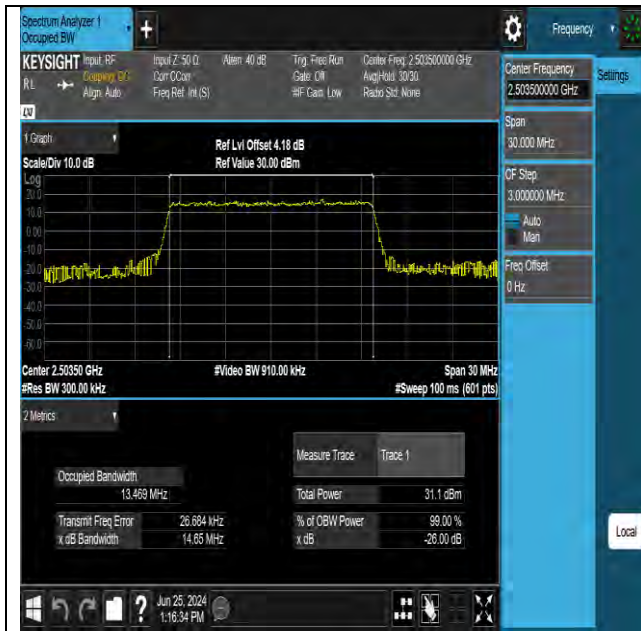 Spectrum Analyzer 1
Occupied BW
+
Frequency
KEYSIGHT
RL
Input: RF
Coupling: DC
Align: Auto
Input Z: 50 Ω
Corr CCorr
Freq Ref: Int (S)
Atten: 40 dB
Trig: Free Run
Gate: Off
#IF Gain: Low
Center Freq: 2.503500000 GHz
Avg|Hold: 30/30
Radio Std: None
Center Frequency
2.503500000 GHz
Settings
Span
30.000 MHz
CF Step
3.000000 MHz
Auto
Man
Freq Offset
0 Hz
Local
1 Graph
Scale/Div 10.0 dB
Ref Lvl Offset 4.18 dB
Ref Value 30.00 dBm
Log
20.0
10.0
0.00
-10.0
-20.0
-30.0
-40.0
-50.0
-60.0
Center 2.50350 GHz
#Video BW 910.00 kHz
Span 30 MHz
#Res BW 300.00 kHz
#Sweep 100 ms (601 pts)
2 Metrics
Measure Trace
Trace 1
Occupied Bandwidth
13.469 MHz
Total Power
31.1 dBm
Transmit Freq Error
26.684 kHz
% of OBW Power
99.00 %
x dB Bandwidth
14.65 MHz
x dB
-26.00 dB
?
Jun 25, 2024
1:16:34 PM